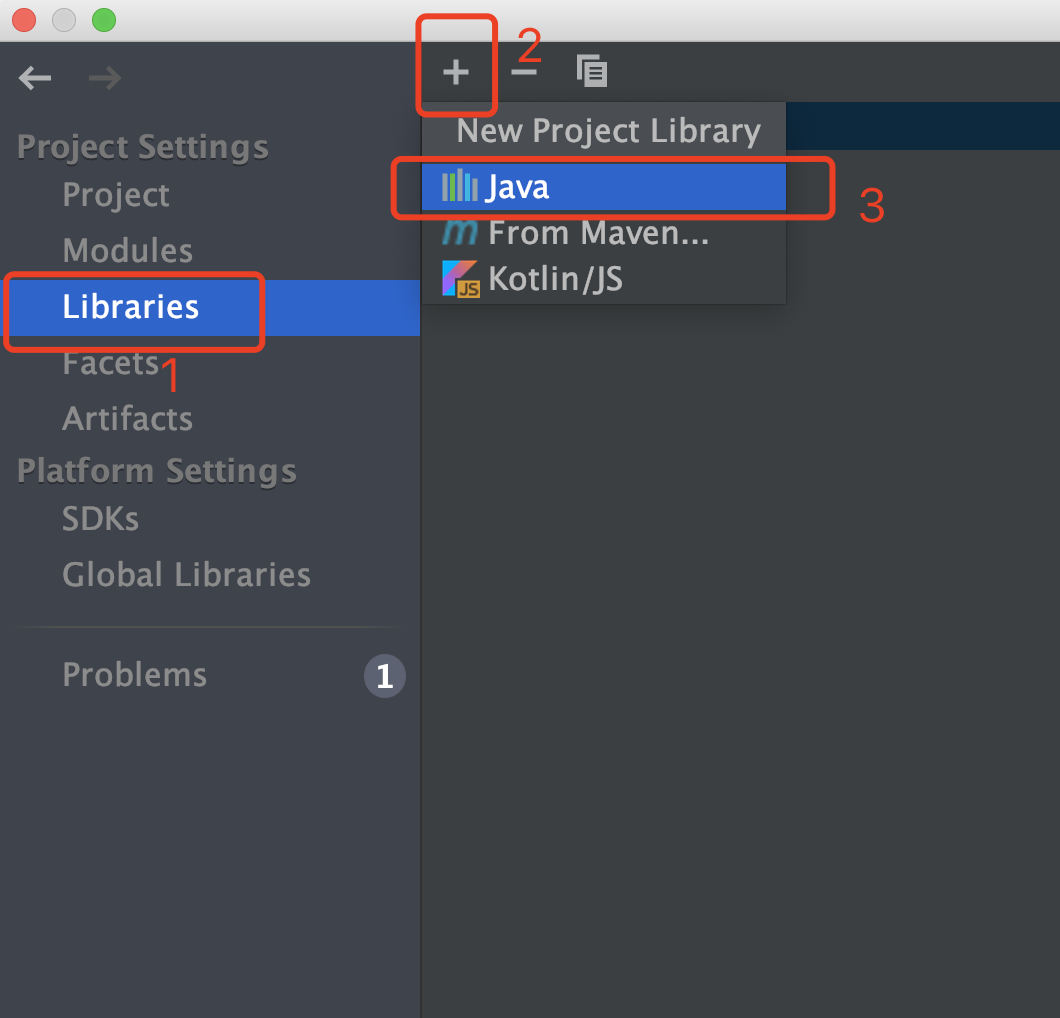 2
New Project Library
Project Settings
Project
Java
3
From Maven...
Modules
JS
Kotlin/JS
Libraries
Facets
1
Artifacts
Platform Settings
SDKs
Global Libraries
Problems
1